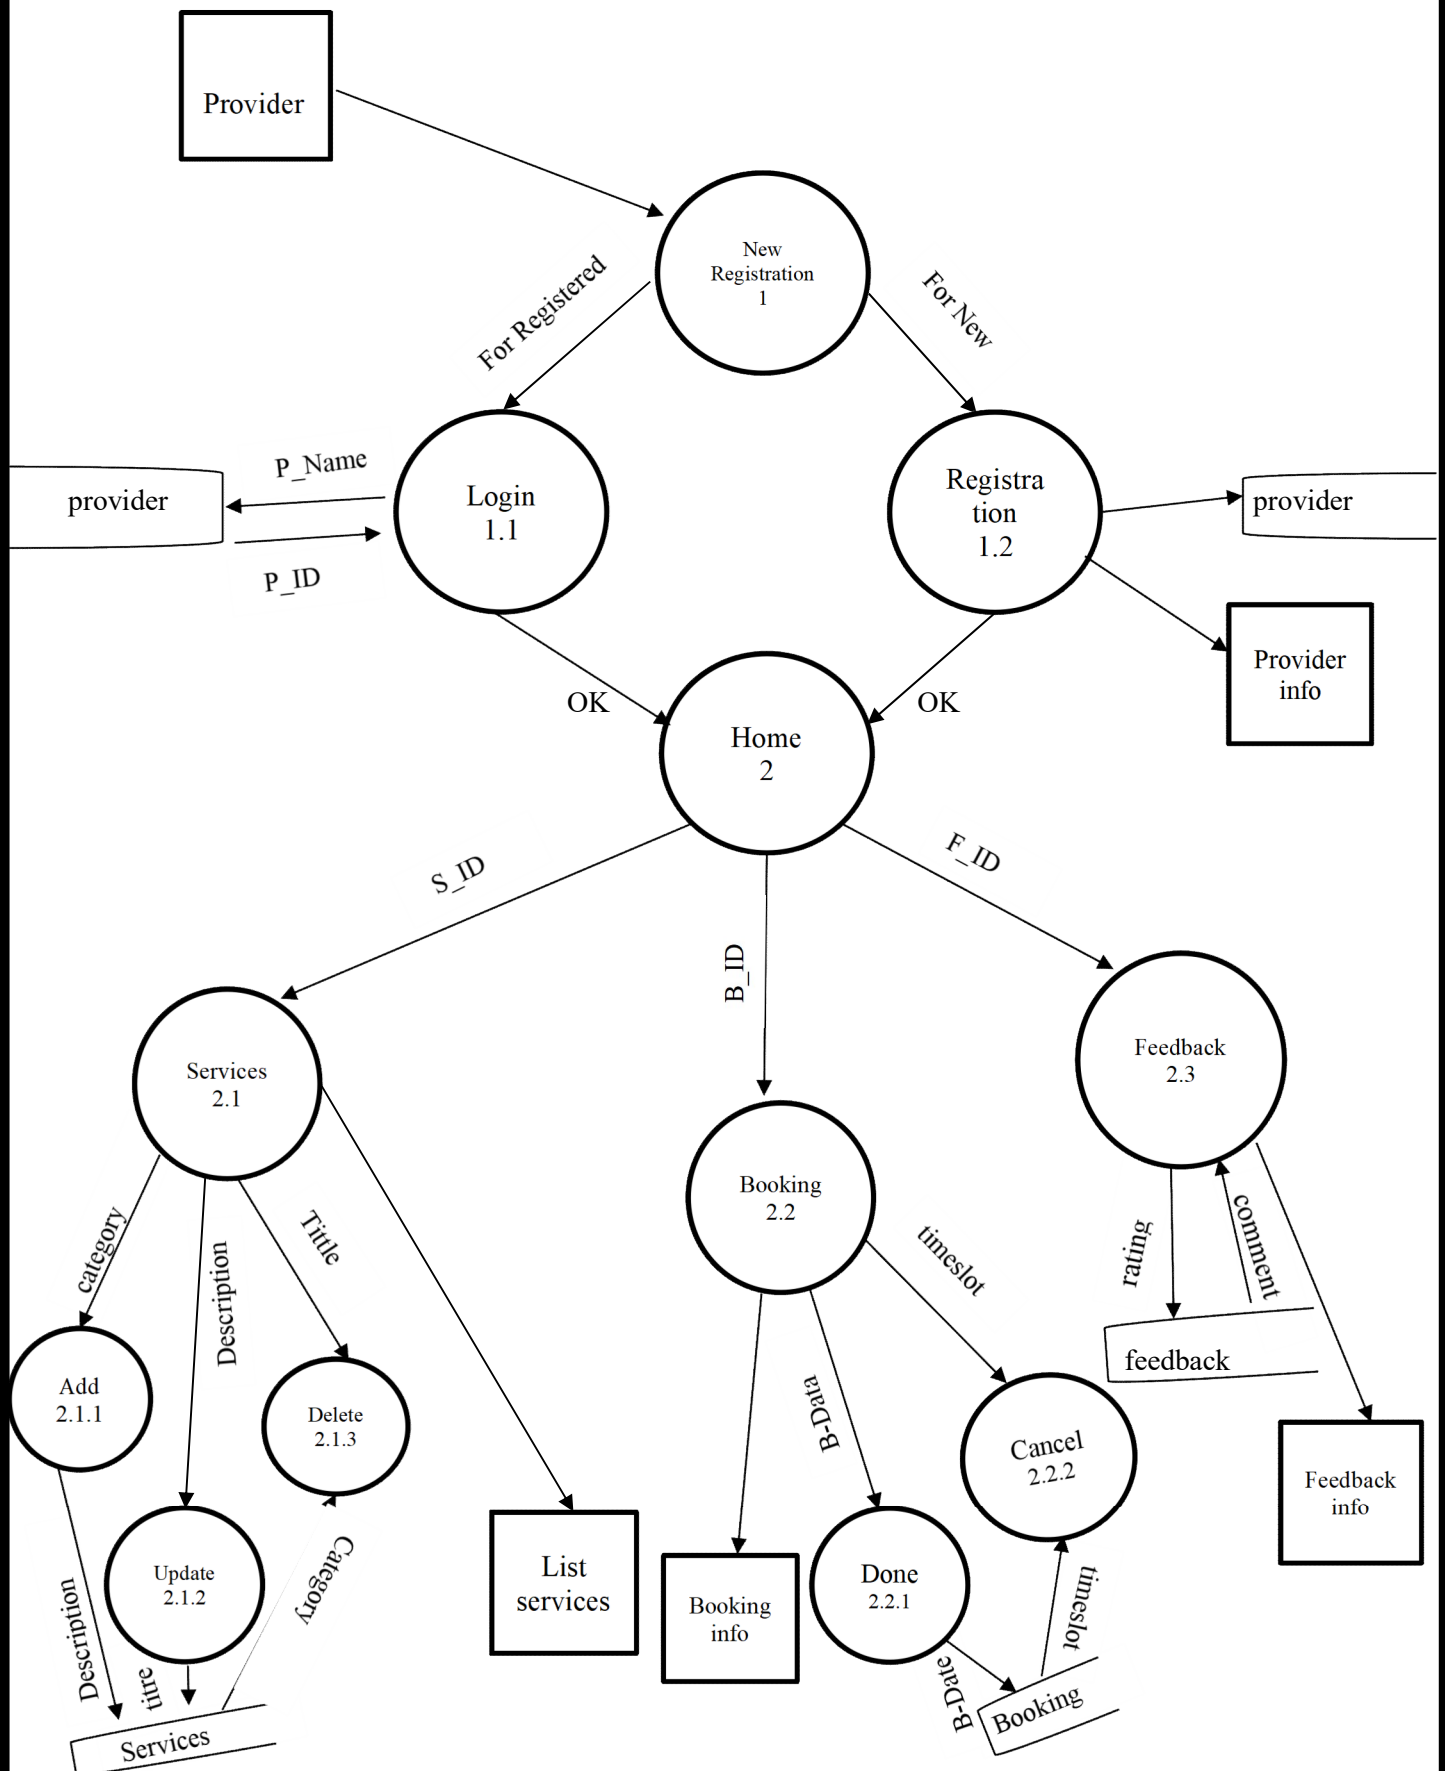 Provider
New
Registration
1
For Registered
For New
P_Name
provider
Login
1.1
P_ID
Registra
tion
1.2
provider
Provider
info
OK
OK
Home
2
S_ID
B_ID
F_ID
Services
2.1
Feedback
2.3
Booking
2.2
category
Description
Tittle
timeslot
rating
comment
feedback
Add
2.1.1
Delete
2.1.3
B-Data
Cancel
2.2.2
Feedback
info
Update
2.1.2
Category
List
services
Booking
info
Done
2.2.1
timeslot
Description
titre
B-Date
Services
Booking